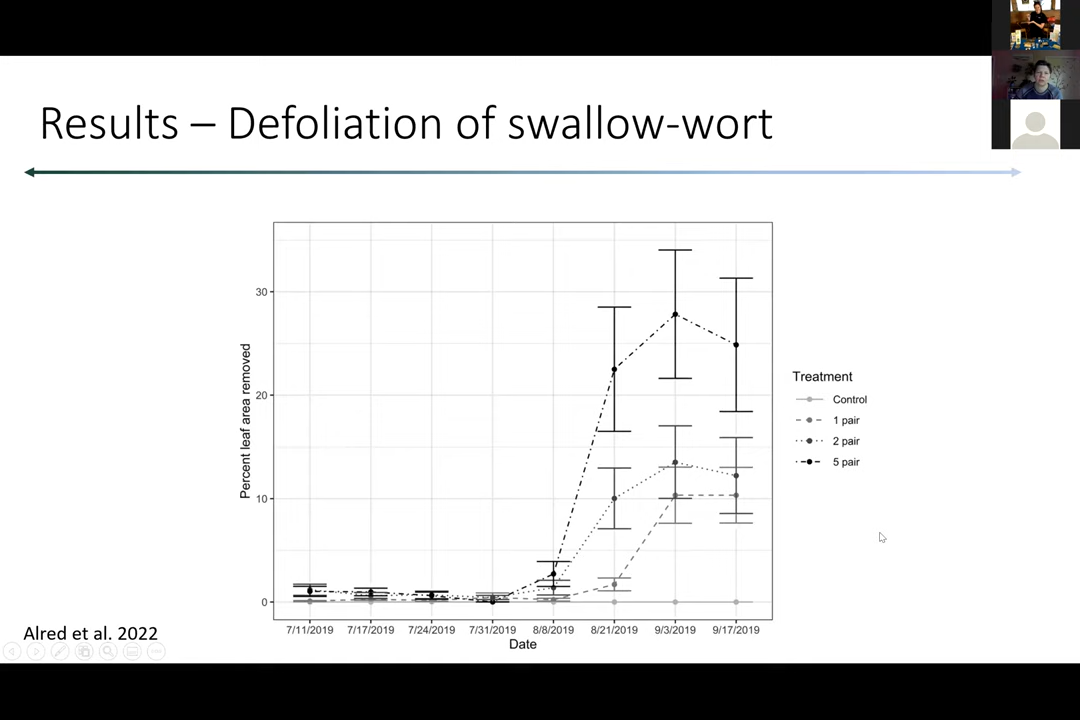 Results – Defoliation of swallow-wort
Percent leaf area removed
30
20
10
0
7/11/2019 7/17/2019 7/24/2019 7/31/2019 8/8/2019 8/21/2019 9/3/2019 9/17/2019
Date
Treatment
Control
1 pair
2 pair
5 pair
Alred et al. 2022